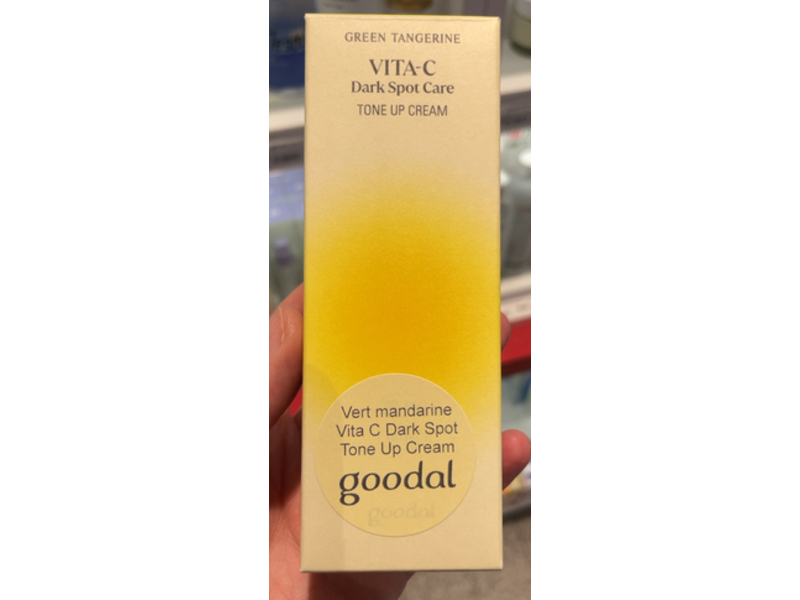 GREEN TANGERINE
VITA-C
Dark Spot Care
TONE UP CREAM
Vert mandarine
Vita C Dark Spot
Tone Up Cream
goodal
goodal